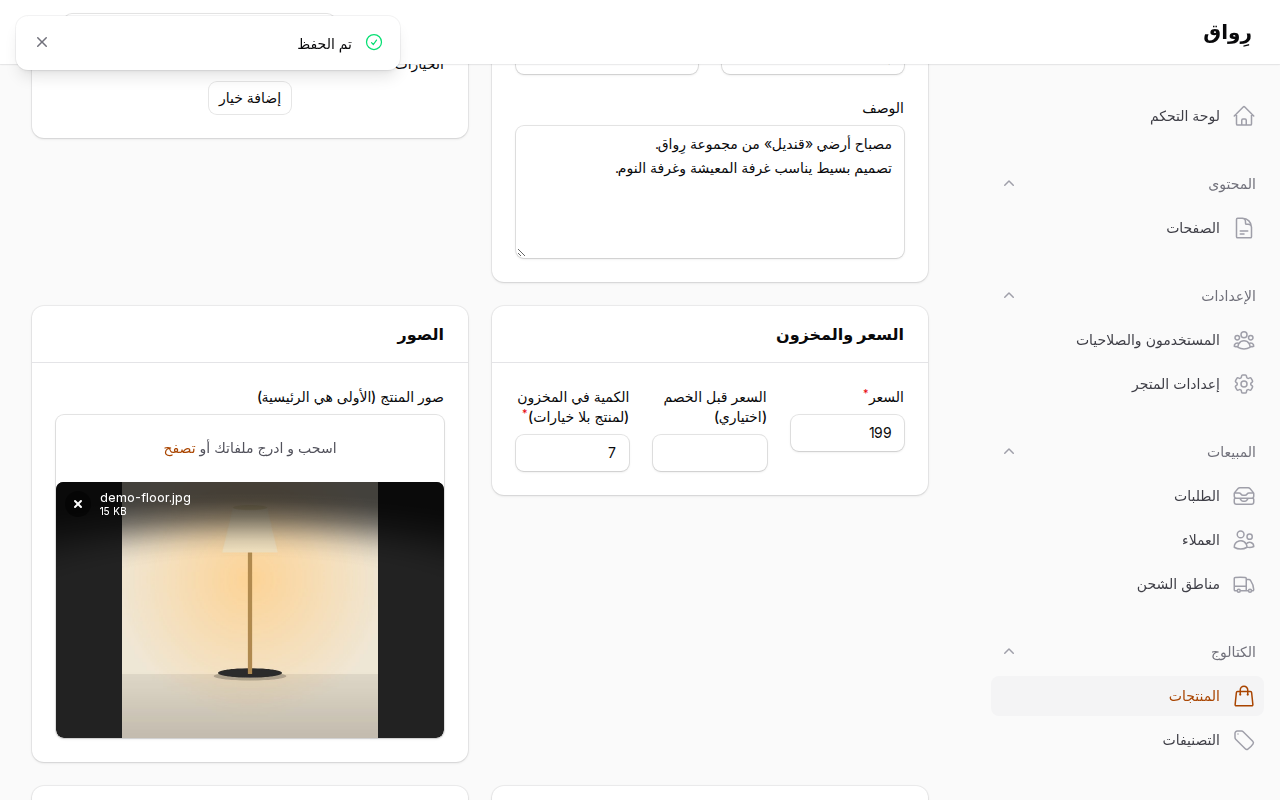 رِواق
تم الحفظ
لوحة التحكم
المحتوى
الصفحات
الإعدادات
المستخدمون والصلاحيات
إعدادات المتجر
المبيعات
الطلبات
العملاء
مناطق الشحن
الكتالوج
المنتجات
التصنيفات
الوصف
مصباح أرضي «قنديل» من مجموعة رِواق.
تصميم بسيط يناسب غرفة المعيشة وغرفة النوم.
الخيارات
إضافة خيار
السعر والمخزون
السعر*
199
السعر قبل الخصم
(اختياري)
الكمية في المخزون
(لمنتج بلا خيارات)*
7
الصور
صور المنتج (الأولى هي الرئيسية)
اسحب و ادرج ملفاتك أو تصفح
demo-floor.jpg
15 KB